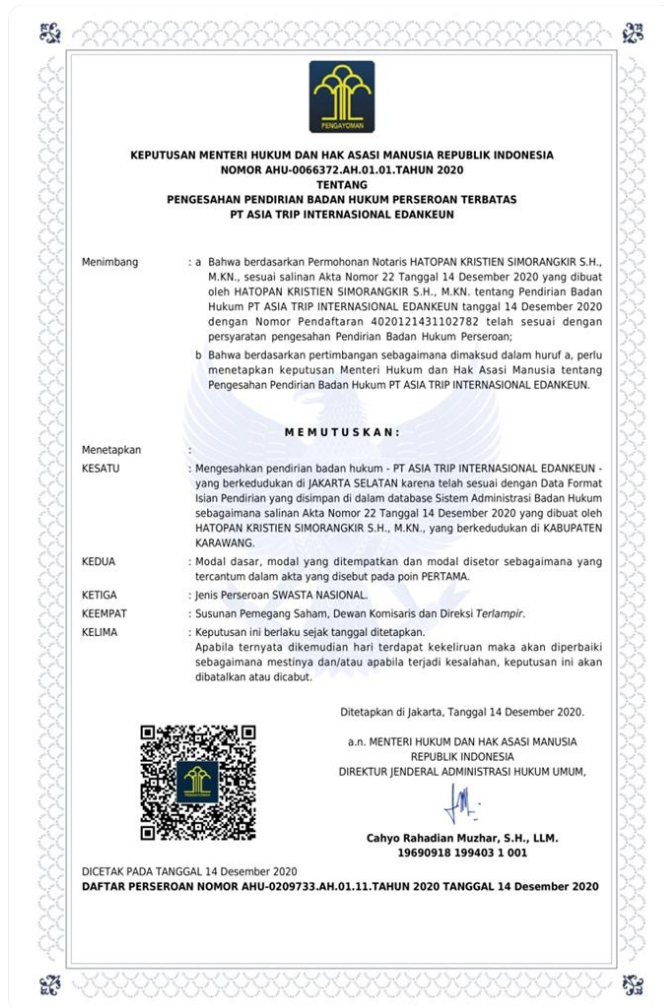 PENGAYOMAN
KEPUTUSAN MENTERI HUKUM DAN HAK ASASI MANUSIA REPUBLIK INDONESIA
NOMOR AHU-0066372.AH.01.01.TAHUN 2020
TENTANG
PENGESAHAN PENDIRIAN BADAN HUKUM PERSEROAN TERBATAS
PT ASIA TRIP INTERNASIONAL EDANKEUN
Menimbang : a Bahwa berdasarkan Permohonan Notaris HATOPAN KRISTIEN SIMORANGKIR S.H.,
M.KN., sesuai salinan Akta Nomor 22 Tanggal 14 Desember 2020 yang dibuat
oleh HATOPAN KRISTIEN SIMORANGKIR S.H., M.KN. tentang Pendirian Badan
Hukum PT ASIA TRIP INTERNASIONAL EDANKEUN tanggal 14 Desember 2020
dengan Nomor Pendaftaran 4020121431102782 telah sesuai dengan
persyaratan pengesahan Pendirian Badan Hukum Perseroan;
b Bahwa berdasarkan pertimbangan sebagaimana dimaksud dalam huruf a, perlu
menetapkan keputusan Menteri Hukum dan Hak Asasi Manusia tentang
Pengesahan Pendirian Badan Hukum PT ASIA TRIP INTERNASIONAL EDANKEUN.
MEMUTUSKAN:
Menetapkan :
KESATU : Mengesahkan pendirian badan hukum - PT ASIA TRIP INTERNASIONAL EDANKEUN -
yang berkedudukan di JAKARTA SELATAN karena telah sesuai dengan Data Format
Isian Pendirian yang disimpan di dalam database Sistem Administrasi Badan Hukum
sebagaimana salinan Akta Nomor 22 Tanggal 14 Desember 2020 yang dibuat oleh
HATOPAN KRISTIEN SIMORANGKIR S.H., M.KN., yang berkedudukan di KABUPATEN
KARAWANG.
KEDUA : Modal dasar, modal yang ditempatkan dan modal disetor sebagaimana yang
tercantum dalam akta yang disebut pada poin PERTAMA.
KETIGA : Jenis Perseroan SWASTA NASIONAL.
KEEMPAT : Susunan Pemegang Saham, Dewan Komisaris dan Direksi Terlampir.
KELIMA : Keputusan ini berlaku sejak tanggal ditetapkan.
Apabila ternyata dikemudian hari terdapat kekeliruan maka akan diperbaiki
sebagaimana mestinya dan/atau apabila terjadi kesalahan, keputusan ini akan
dibatalkan atau dicabut.
Ditetapkan di Jakarta, Tanggal 14 Desember 2020.
a.n. MENTERI HUKUM DAN HAK ASASI MANUSIA
REPUBLIK INDONESIA
DIREKTUR JENDERAL ADMINISTRASI HUKUM UMUM,
Cahyo Rahadian Muzhar, S.H., LLM.
19690918 199403 1 001
DICETAK PADA TANGGAL 14 Desember 2020
DAFTAR PERSEROAN NOMOR AHU-0209733.AH.01.11.TAHUN 2020 TANGGAL 14 Desember 2020